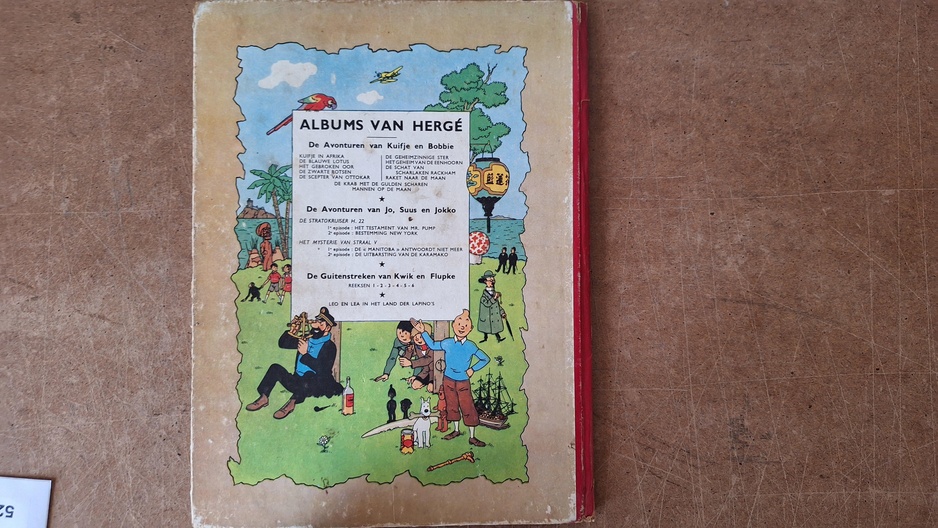 ALBUMS VAN HERGÉ
De Avonturen van Kuifje en Bobbie
KUIFJE IN AFRIKA
DE BLAUWE LOTUS
HET GEBROKEN OOR
DE ZWARTE ROTSEN
DE SCEPTER VAN OTTOKAR
DE GEHEIMZINNIGE STER
HET GEHEIM VAN DE EENHOORN
DE SCHAT VAN
SCHARLAKEN RACKHAM
RAKET NAAR DE MAAN
DE KRAB MET DE GULDEN SCHAREN
MANNEN OP DE MAAN
De Avonturen van Jo, Suus en Jokko
DE STRATOKRUISER H. 22
1e episode : HET TESTAMENT VAN MR. PUMP
2e episode : BESTEMMING NEW YORK
HET MYSTERIE VAN STRAAL V
1e episode : DE « MANITOBA » ANTWOORDT NIET MEER
2e episode : DE UITBARSTING VAN DE KARAMAKO
De Guitenstreken van Kwik en Flupke
REEKSEN 1 - 2 - 3 - 4 - 5 - 6
LEO EN LEA IN HET LAND DER LAPINO'S
52